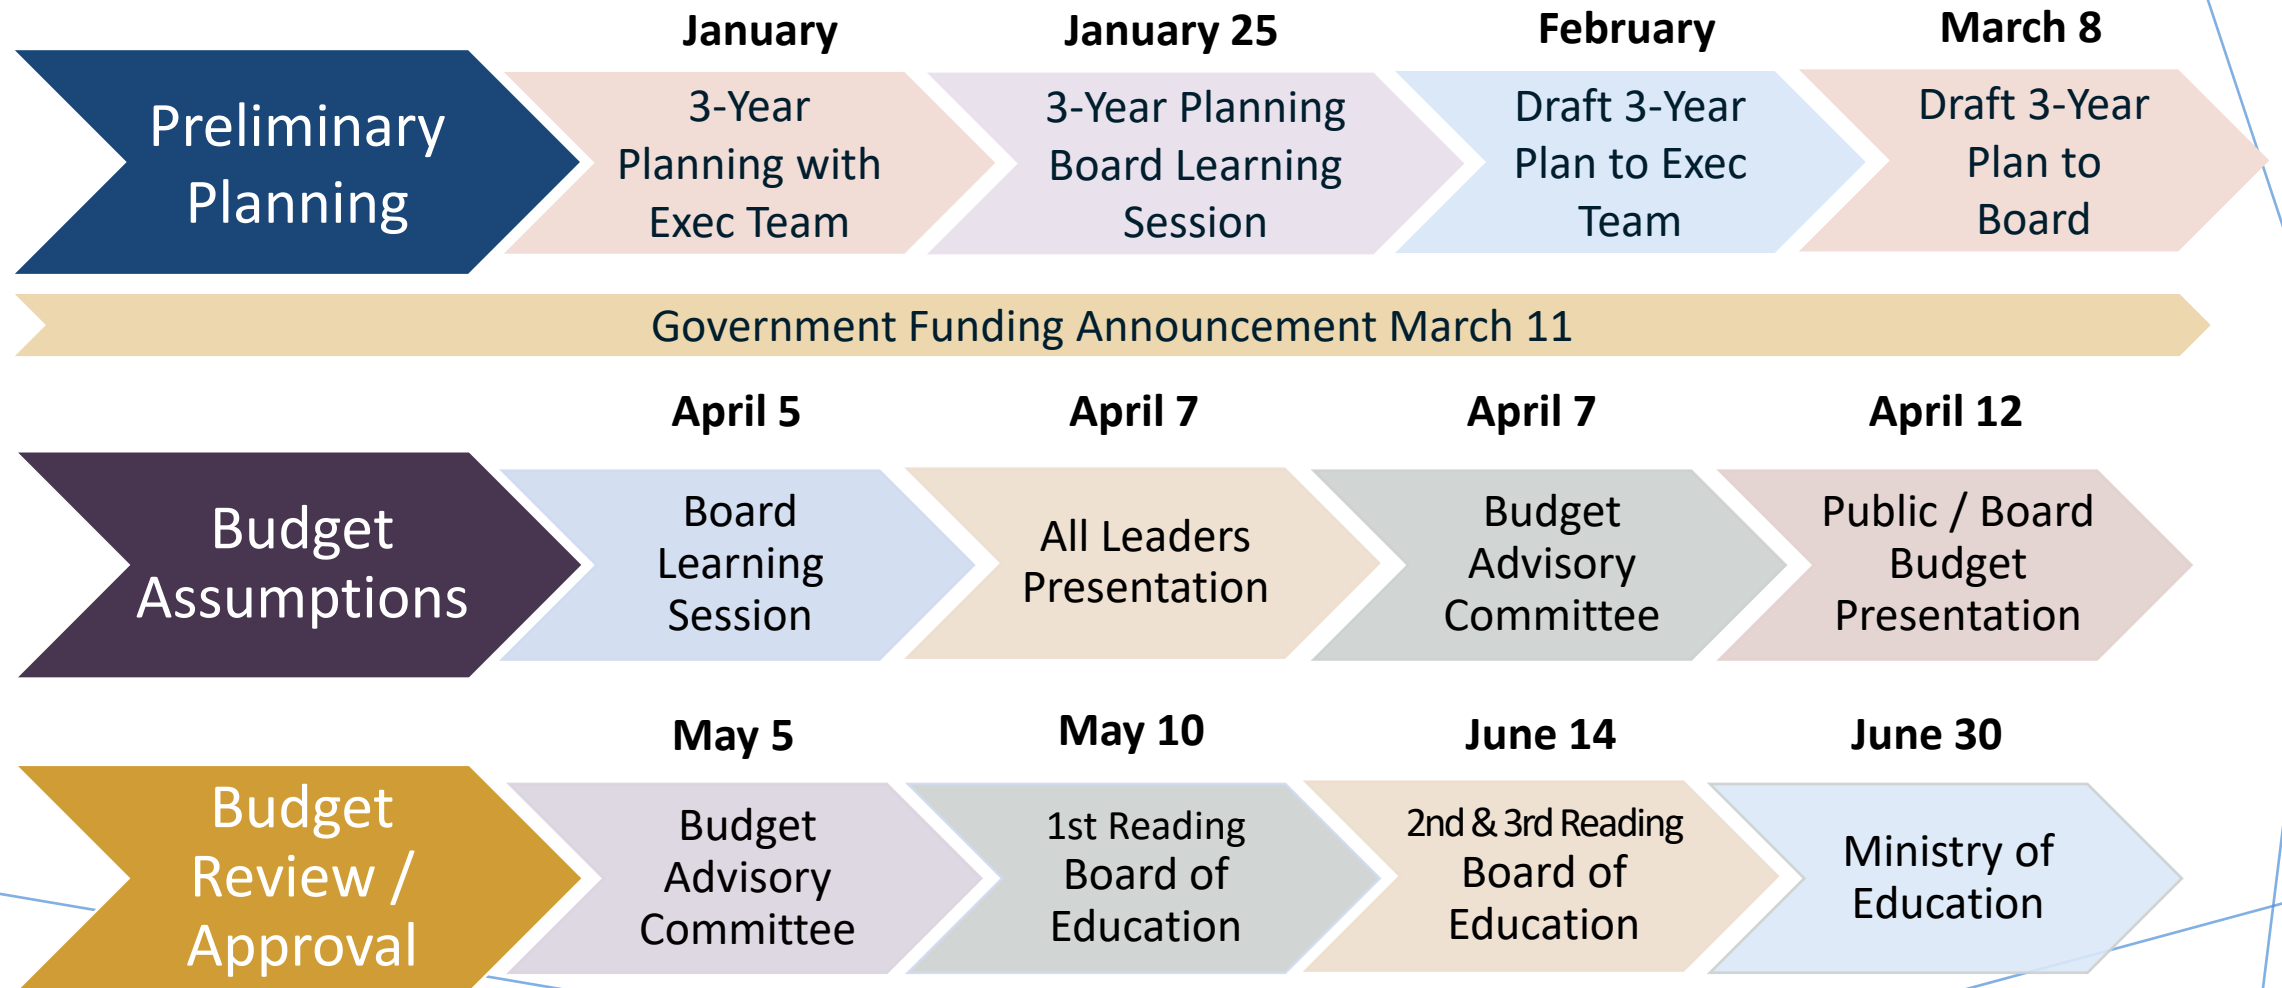 January
January 25
February
March 8
Preliminary
Planning
3-Year
Planning with
Exec Team
3-Year Planning
Board Learning
Session
Draft 3-Year
Plan to Exec
Team
Draft 3-Year
Plan to
Board
Government Funding Announcement March 11
April 5
April 7
April 7
April 12
Budget
Assumptions
Board
Learning
Session
All Leaders
Presentation
Budget
Advisory
Committee
Public / Board
Budget
Presentation
May 5
May 10
June 14
June 30
Budget
Review /
Approval
Budget
Advisory
Committee
1st Reading
Board of
Education
2nd & 3rd Reading
Board of
Education
Ministry of
Education